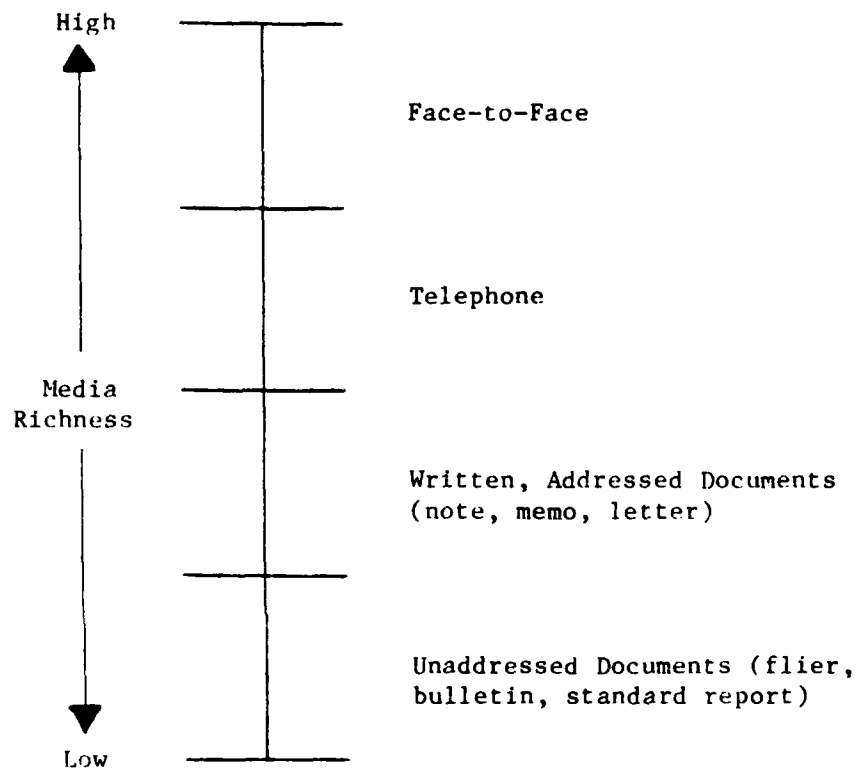 High
Face-to-Face
Telephone
Media
Richness
Written, Addressed Documents
(note, memo, letter)
Unaddressed Documents (flier,
bulletin, standard report)
Low